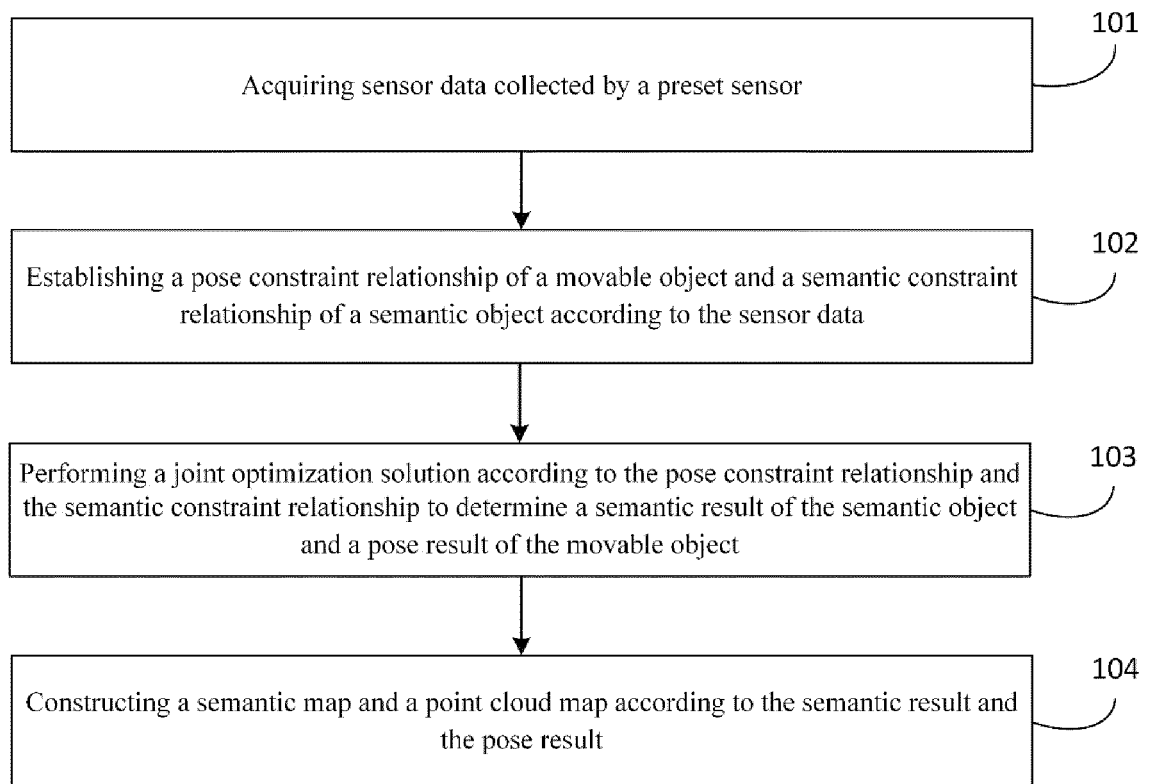 101
Acquiring sensor data collected by a preset sensor
102
Establishing a pose constraint relationship of a movable object and a semantic constraint
relationship of a semantic object according to the sensor data
103
Performing a joint optimization solution according to the pose constraint relationship and
the semantic constraint relationship to determine a semantic result of the semantic object
and a pose result of the movable object
104
Constructing a semantic map and a point cloud map according to the semantic result and
the pose result